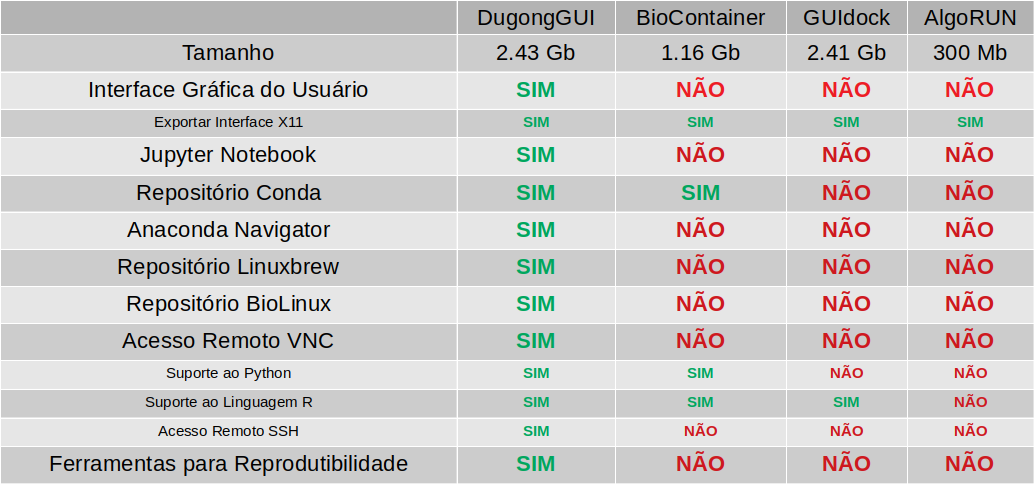 DugongGUI BioContainer GUIdock AlgoRUN
Tamanho 2.43 Gb 1.16 Gb 2.41 Gb 300 Mb
Interface Gráfica do Usuário SIM NÃO NÃO NÃO
Exportar Interface X11 SIM SIM SIM SIM
Jupyter Notebook SIM NÃO NÃO NÃO
Repositório Conda SIM SIM NÃO NÃO
Anaconda Navigator SIM NÃO NÃO NÃO
Repositório Linuxbrew SIM NÃO NÃO NÃO
Repositório BioLinux SIM NÃO NÃO NÃO
Acesso Remoto VNC SIM NÃO NÃO NÃO
Suporte ao Python SIM SIM NÃO NÃO
Suporte ao Linguagem R SIM SIM SIM NÃO
Acesso Remoto SSH SIM NÃO NÃO NÃO
Ferramentas para Reprodutibilidade SIM NÃO NÃO NÃO